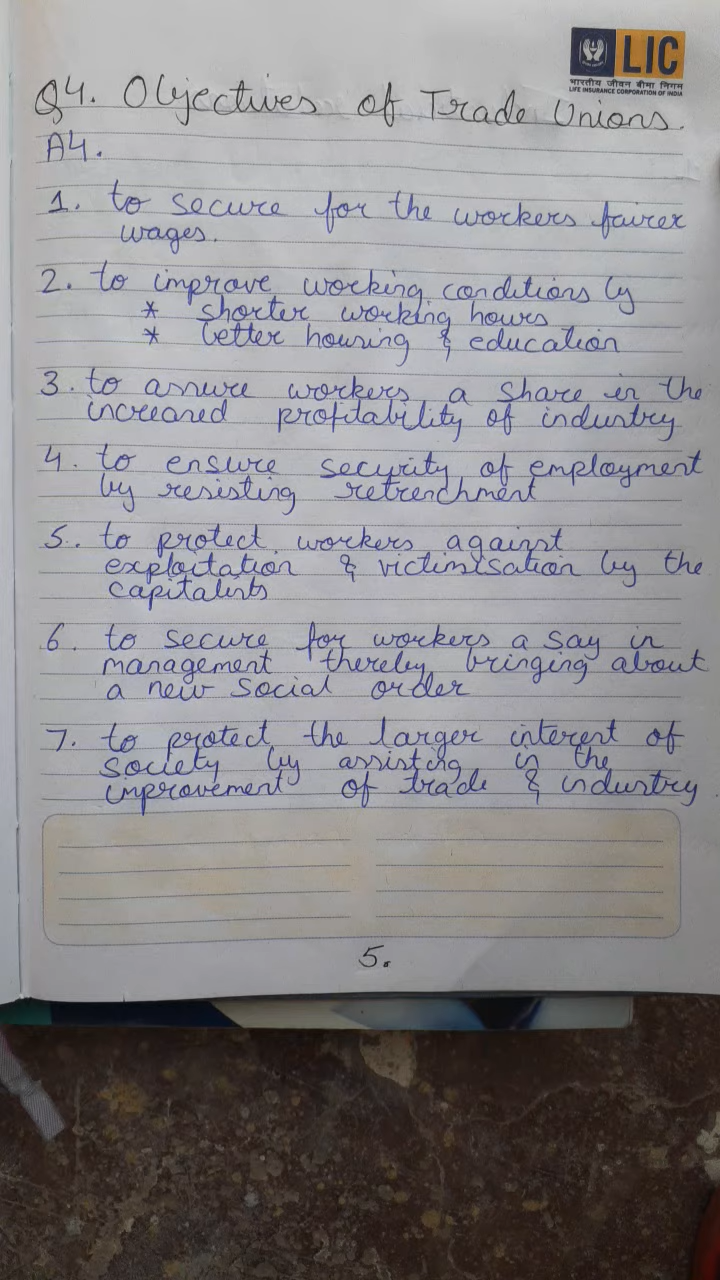 LIC
भारतीय जीवन बीमा निगम
LIFE INSURANCE CORPORATION OF INDIA
Q4. Objectives of Trade Unions.
A4.
1. to secure for the workers fairer
wages.
2. to improve working conditions by
* shorter working hours
* better housing & education
3. to assure workers a share in the
increased profitability of industry
4. to ensure security of employment
by resisting retrenchment
5. to protect workers against
exploitation & victimisation by the
capitalists
6. to secure for workers a say in
management thereby bringing about
a new social order
7. to protect the larger interest of
society by assisting in the
improvement of trade & industry
5.